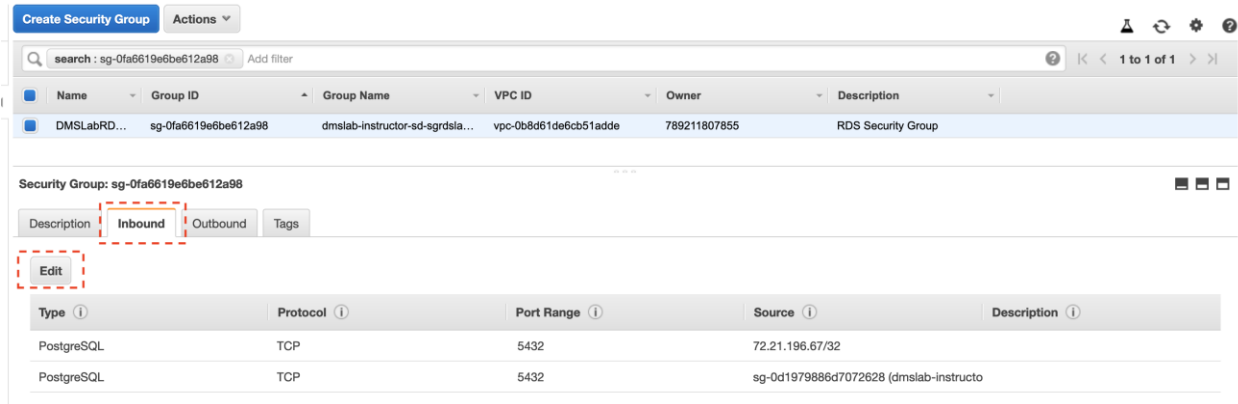 Create Security Group Actions
search : sg-0fa6619e6be612a98 Add filter 1 to 1 of 1
Name Group ID Group Name VPC ID Owner Description
DMSLabRD... sg-0fa6619e6be612a98 dmslab-instructor-sd-sgrdsla... vpc-0b8d61de6cb51adde 789211807855 RDS Security Group
Security Group: sg-0fa6619e6be612a98
Description Inbound Outbound Tags
Edit
Type Protocol Port Range Source Description
PostgreSQL TCP 5432 72.21.196.67/32
PostgreSQL TCP 5432 sg-0d1979886d7072628 (dmslab-instructo